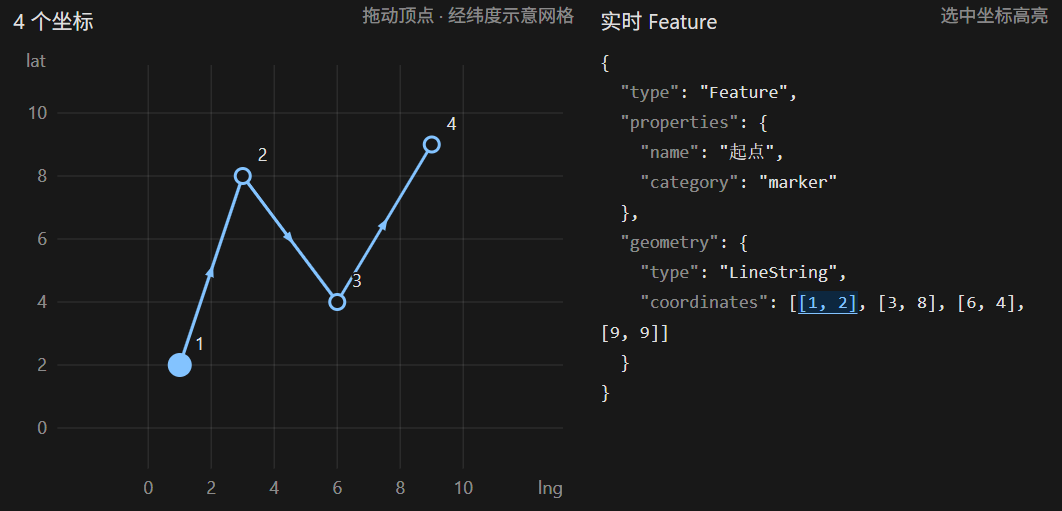 4 个坐标
拖动顶点 · 经纬度示意网格
lat
10
8
6
4
2
0
0 2 4 6 8 10 lng
1
2
3
4
实时 Feature
选中坐标高亮
{
  "type": "Feature",
  "properties": {
    "name": "起点",
    "category": "marker"
  },
  "geometry": {
    "type": "LineString",
    "coordinates": [[1, 2], [3, 8], [6, 4],
[9, 9]]
  }
}